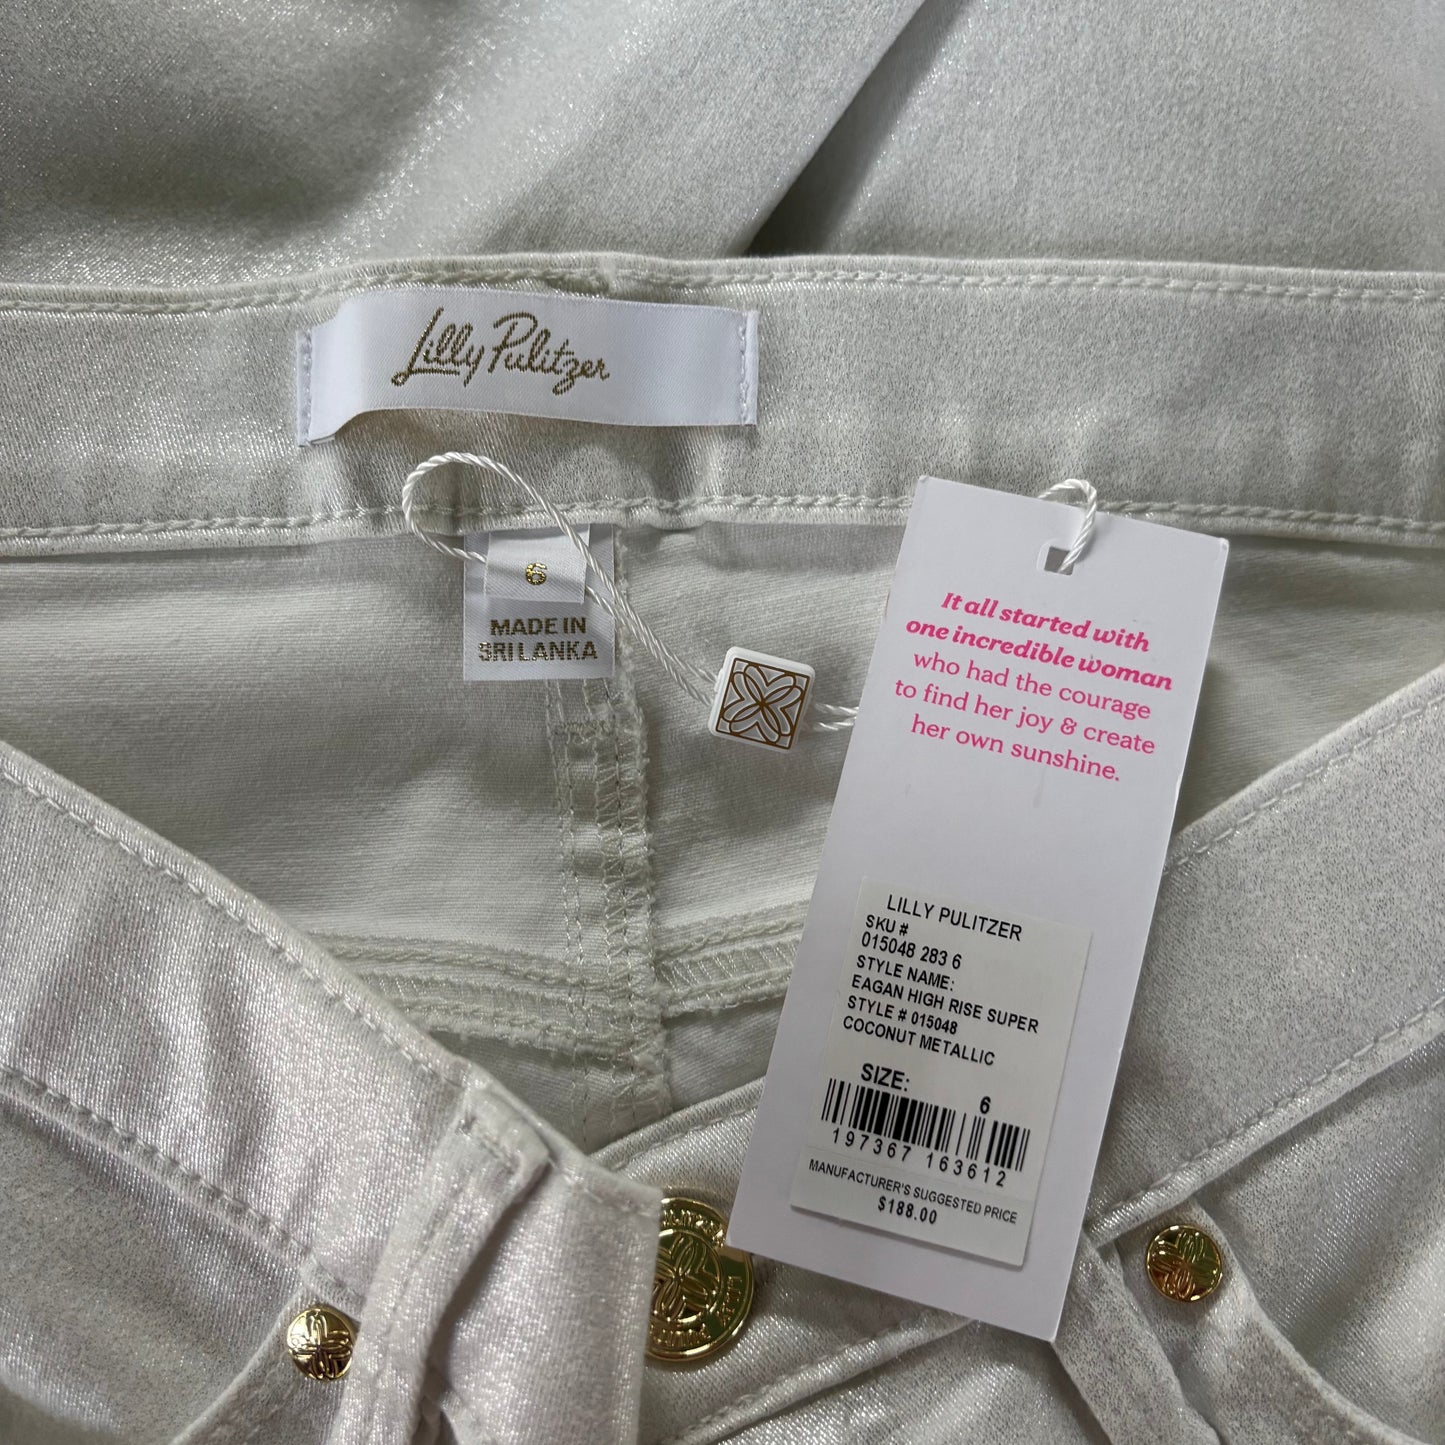 Lilly Pulitzer
6
MADE IN
SRI LANKA
It all started with
one incredible woman
who had the courage
to find her joy & create
her own sunshine.
LILLY PULITZER
SKU #
015048 283 6
STYLE NAME:
EAGAN HIGH RISE SUPER
STYLE # 015048
COCONUT METALLIC
SIZE:
6
197367 163612
MANUFACTURER'S SUGGESTED PRICE
$188.00
LILLY